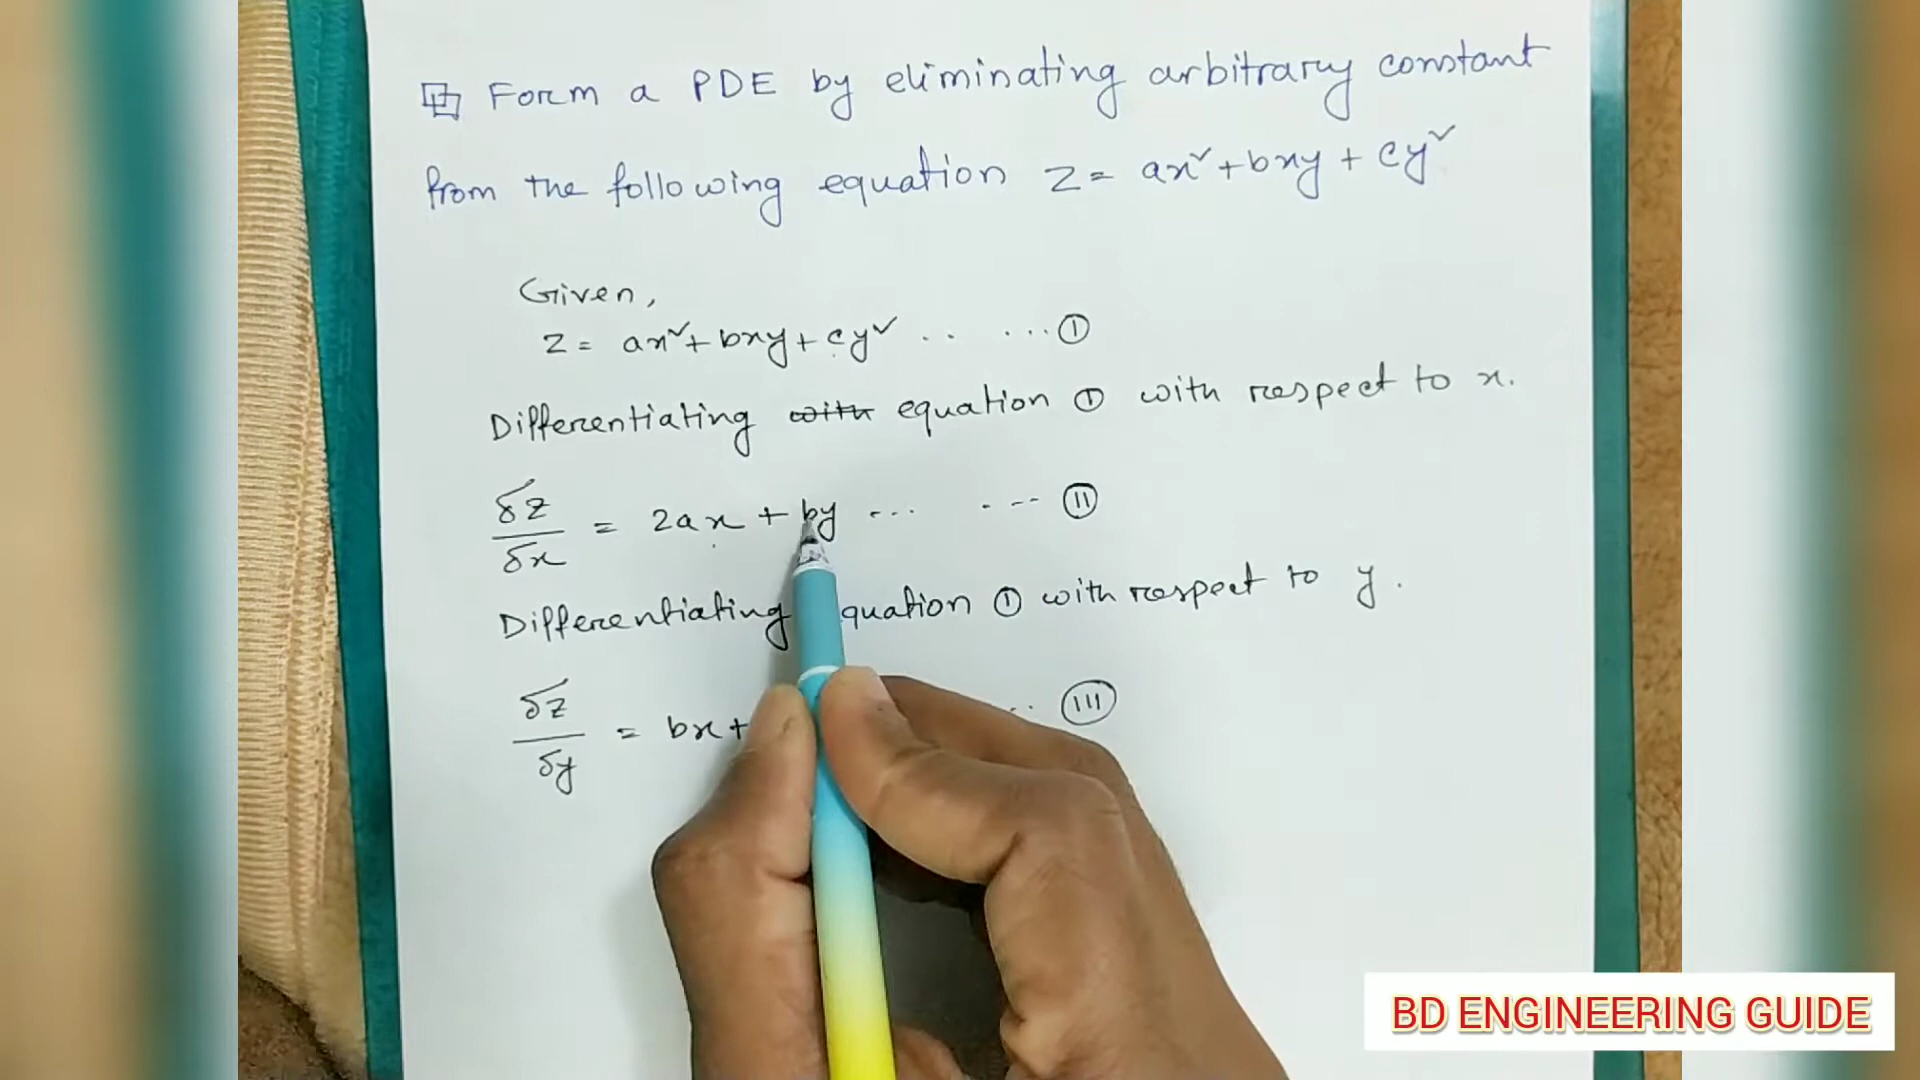 Form a PDE by eliminating arbitrary constant
from the following equation z = ax² + bxy + cy²
Given,
z = ax² + bxy + cy² .. ... ①
Differentiating with equation ① with respect to x.
δz/δx = 2ax + by ... ... ⑪
Differentiating equation ① with respect to y.
δz/δy = bx + .. (III)
BD ENGINEERING GUIDE